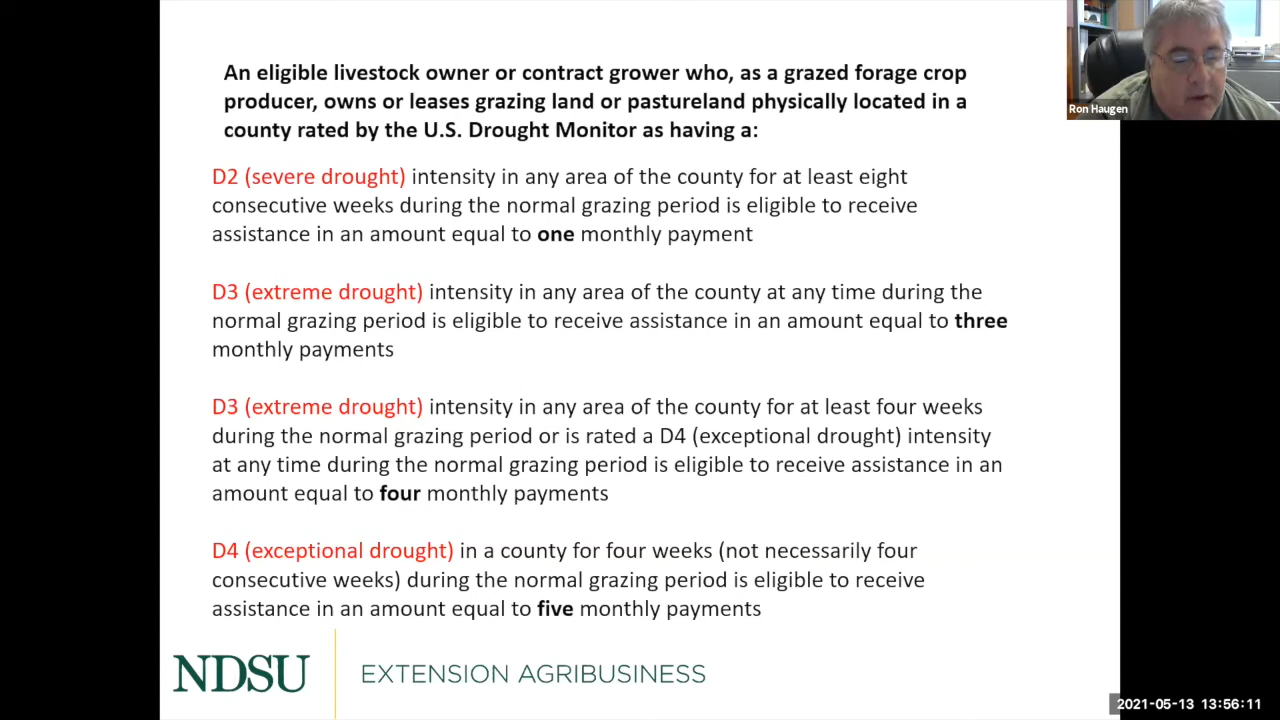 An eligible livestock owner or contract grower who, as a grazed forage crop
producer, owns or leases grazing land or pastureland physically located in a
county rated by the U.S. Drought Monitor as having a:
D2 (severe drought) intensity in any area of the county for at least eight
consecutive weeks during the normal grazing period is eligible to receive
assistance in an amount equal to one monthly payment
D3 (extreme drought) intensity in any area of the county at any time during the
normal grazing period is eligible to receive assistance in an amount equal to three
monthly payments
D3 (extreme drought) intensity in any area of the county for at least four weeks
during the normal grazing period or is rated a D4 (exceptional drought) intensity
at any time during the normal grazing period is eligible to receive assistance in an
amount equal to four monthly payments
D4 (exceptional drought) in a county for four weeks (not necessarily four
consecutive weeks) during the normal grazing period is eligible to receive
assistance in an amount equal to five monthly payments
NDSU EXTENSION AGRIBUSINESS
Ron Haugen
2021-05-13 13:56:11